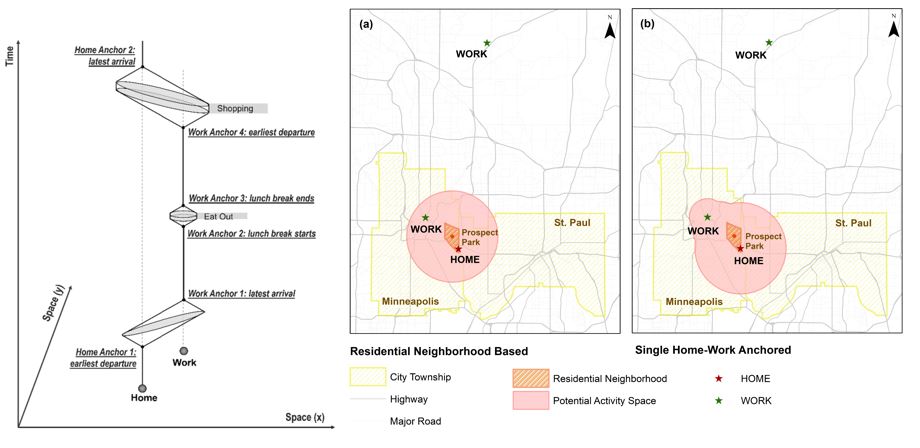 Time
Home Anchor 2:
latest arrival
Shopping
Work Anchor 4: earliest departure
Work Anchor 3: lunch break ends
Eat Out
Work Anchor 2: lunch break starts
Work Anchor 1: latest arrival
Space (y)
Home Anchor 1:
earliest departure
Work
Home
Space (x)
(a)
N
WORK
WORK
Prospect
Park
HOME
St. Paul
Minneapolis
(b)
N
WORK
WORK
Prospect
Park
HOME
St. Paul
Minneapolis
Residential Neighborhood Based
Single Home-Work Anchored
City Township
Residential Neighborhood
HOME
Highway
Potential Activity Space
WORK
Major Road